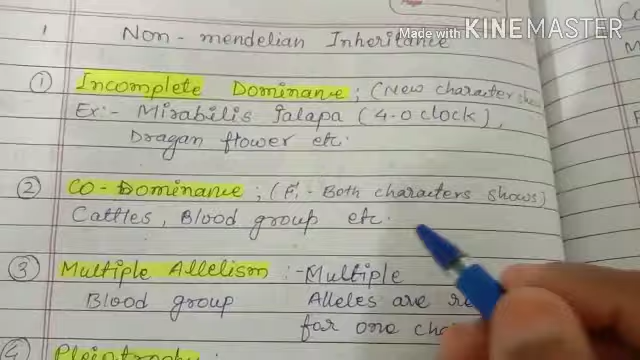 Made with KINEMASTER
Non-mendelian Inheritance
① Incomplete Dominance; (New character
Ex:- Mirabilis Jalapa (4-0 clock),
Dragan flower etc.
② Co-Dominance; (F₁ - Both characters shows)
Cattles, Blood group etc.
③ Multiple Allelism :- Multiple
Blood group Alleles are
for one
④